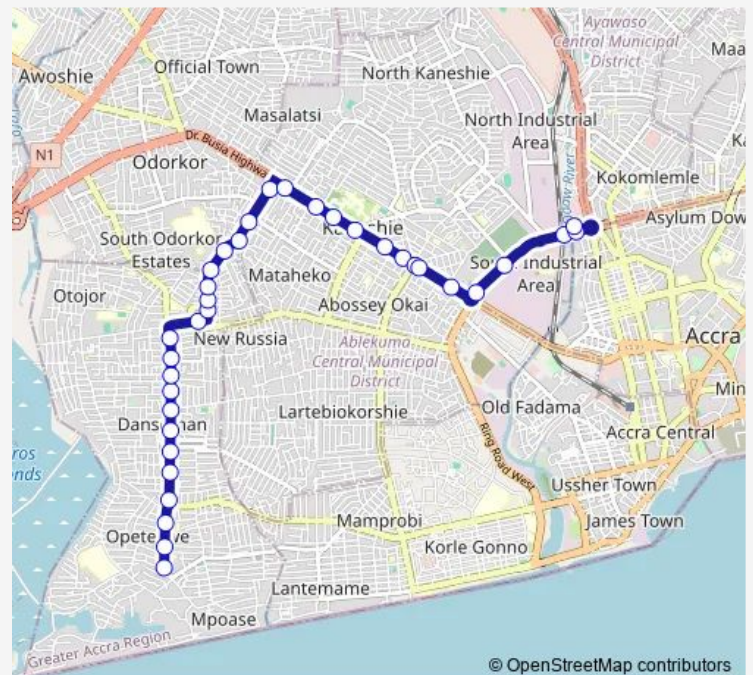 Ayawaso
Central Municipal
District
Maa
Official Town
Awoshie
North Kaneshie
Masalatsi
North Industrial
Area
Dr. Busia Highway
N1
Odorkor
Kokomlemle
Asylum Dow
South Odorkor
Estates
Mataheko
Area
Otojor
Abossey Okai
New Russia
Ablekuma
Central Municipal
District
Accra
Min
Lartebiokorshie
Old Fadama
Accra Central
Ring Road West
Ussher Town
James Town
Mamprobi
Korle Gonno
Lantemame
Mpoase
Greater Accra Region
© OpenStreetMap contributors